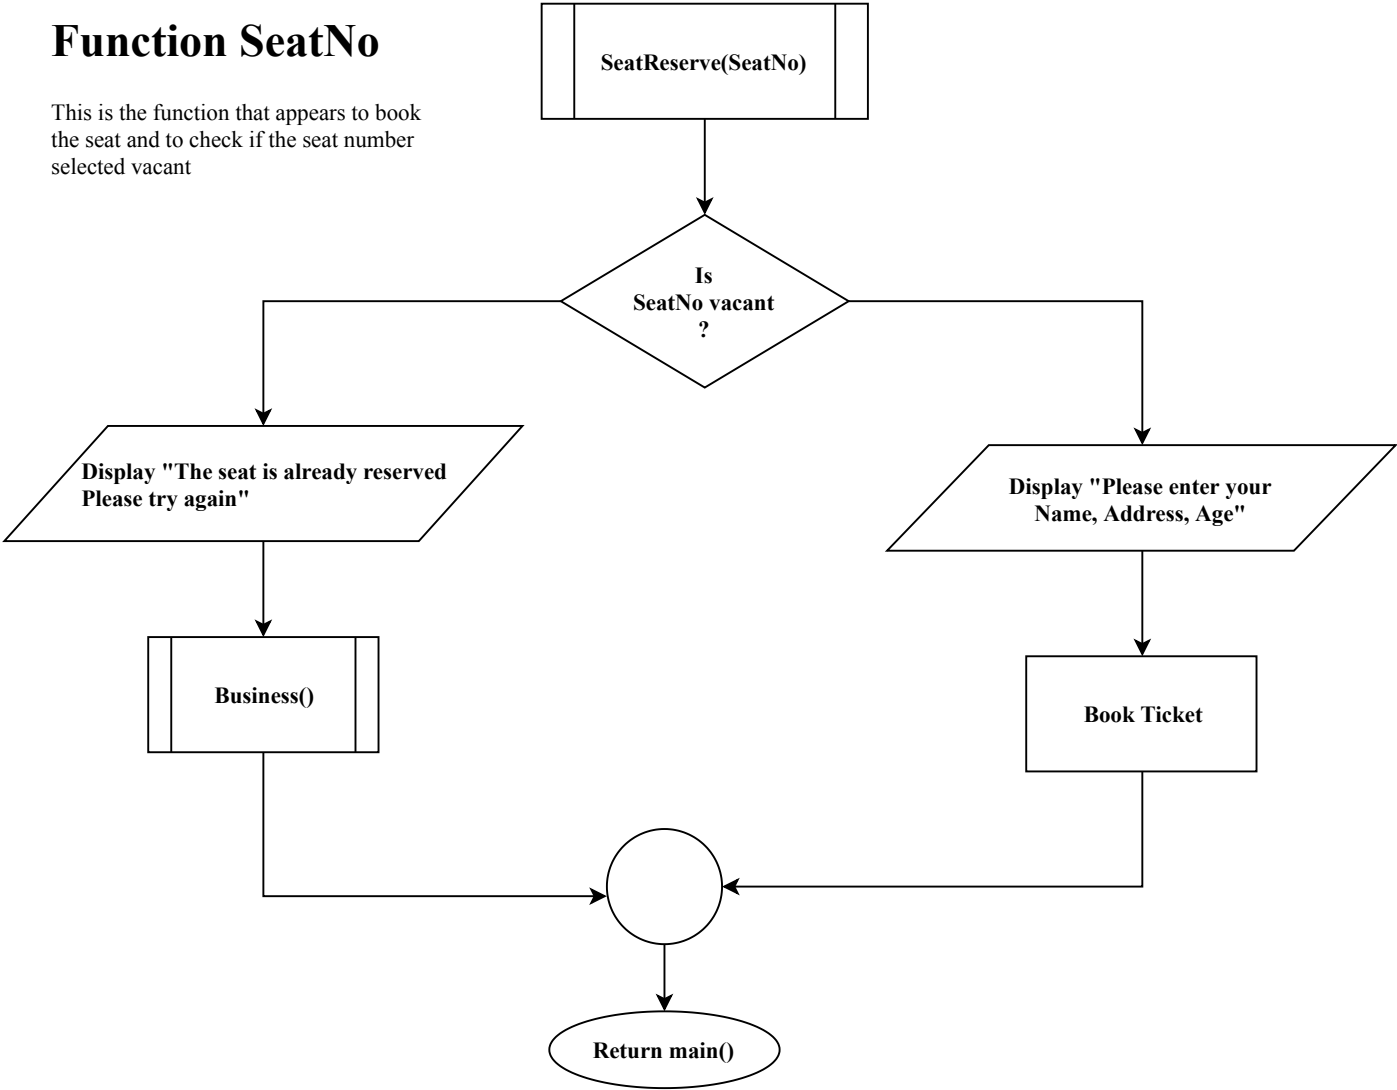 Function SeatNo
This is the function that appears to book
the seat and to check if the seat number
selected vacant
SeatReserve(SeatNo)
Is
SeatNo vacant
?
Display "The seat is already reserved
Please try again"
Display "Please enter your
Name, Address, Age"
Business()
Book Ticket
Return main()